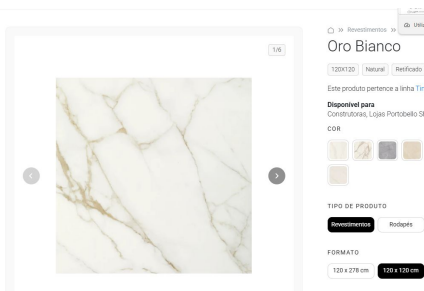 Utili
Revestimentos
1/6
Oro Bianco
120X120 Natural Retificado
Este produto pertence a linha
Disponível para
Construtoras, Lojas Portobello
COR
TIPO DE PRODUTO
Revestimentos Rodapés
FORMATO
120 x 278 cm 120 x 120 cm